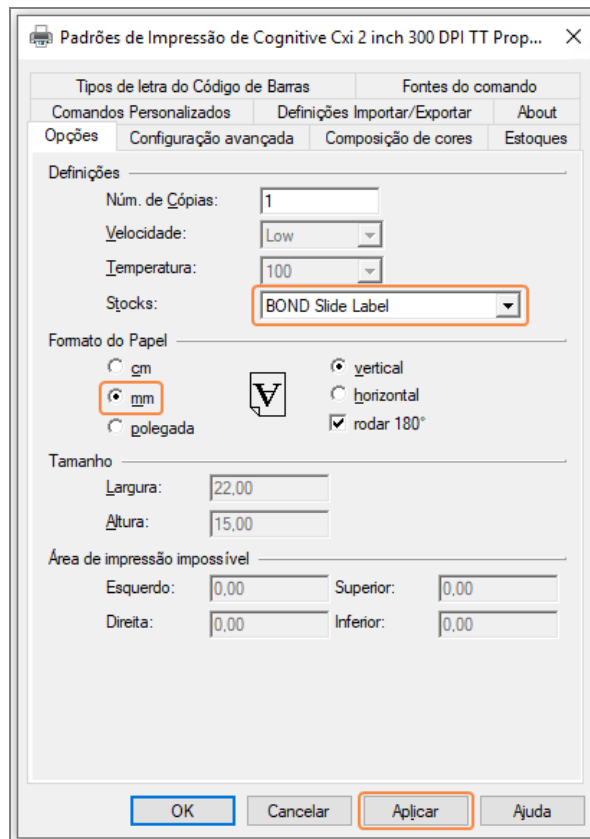 Padrões de Impressão de Cognitive Cxi 2 inch 300 DPI TT Prop...
Tipos de letra do Código de Barras Fontes do comando
Comandos Personalizados Definições Importar/Exportar About
Opções Configuração avançada Composição de cores Estoques
Definições
Núm. de Cópias: 1
Velocidade: Low
Temperatura: 100
Stocks: BOND Slide Label
Formato do Papel
cm vertical
mm horizontal
polegada rodar 180°
A
Tamanho
Largura: 22,00
Altura: 15,00
Área de impressão impossível
Esquerdo: 0,00 Superior: 0,00
Direita: 0,00 Inferior: 0,00
OK Cancelar Aplicar Ajuda